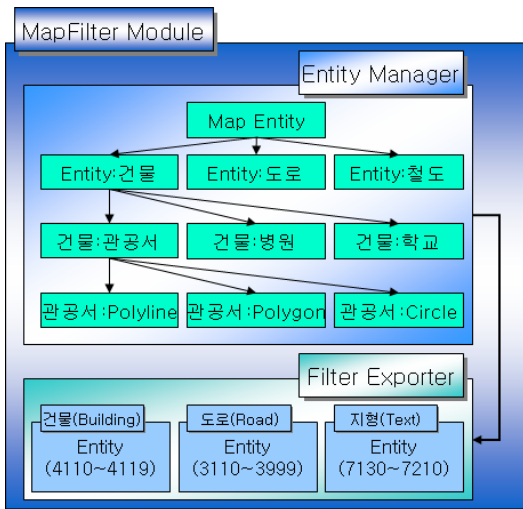 MapFilter Module
Entity Manager
Map Entity
Entity:건물
Entity:도로
Entity:철도
건물:관공서
건물:병원
건물:학교
관공서:Polyline
관공서:Polygon
관공서:Circle
Filter Exporter
건물(Building)
Entity
(4110~4119)
도로(Road)
Entity
(3110~3999)
지형(Text)
Entity
(7130~7210)